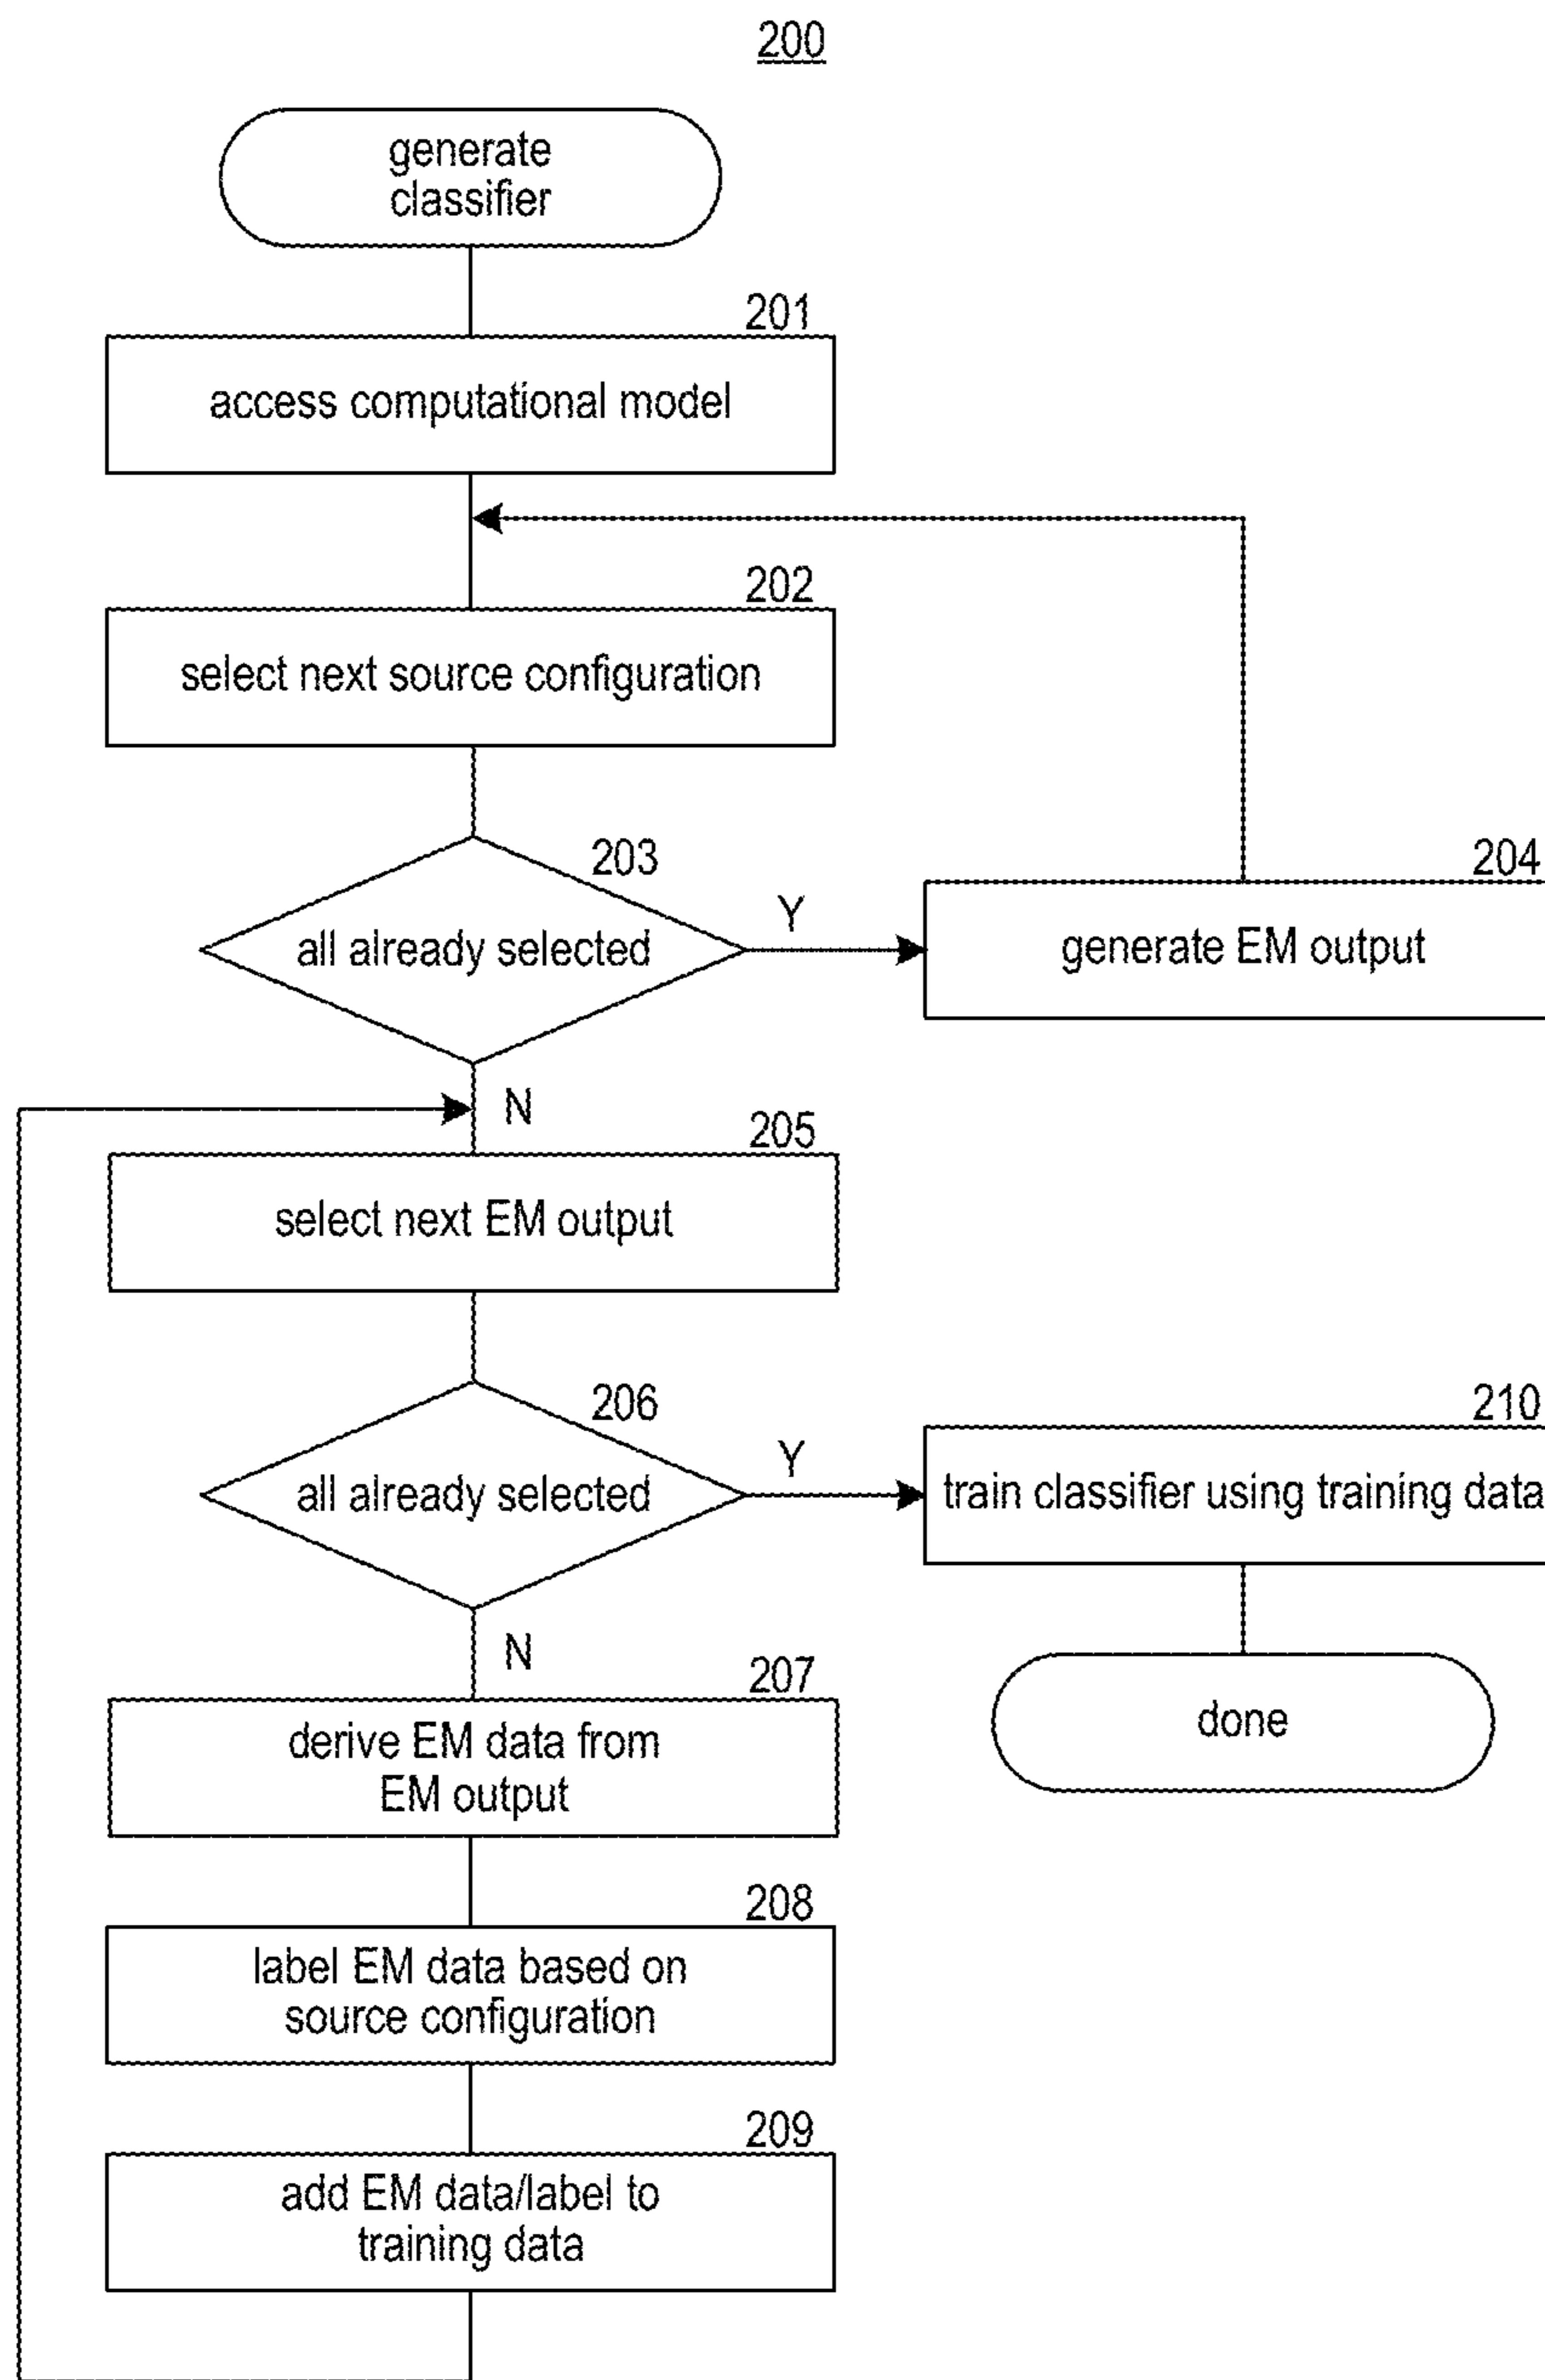 200
generate
classifier
201
access computational model
202
select next source configuration
203
all already selected
Y
204
generate EM output
N
205
select next EM output
206
all already selected
Y
210
train classifier using training data
N
207
derive EM data from
EM output
done
208
label EM data based on
source configuration
209
add EM data/label to
training data